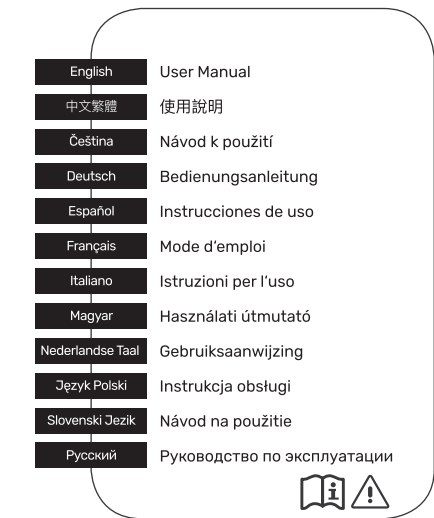 English User Manual
中文繁體 使用說明
Čeština Návod k použití
Deutsch Bedienungsanleitung
Español Instrucciones de uso
Français Mode d'emploi
Italiano Istruzioni per l'uso
Magyar Használati útmutató
Nederlandse Taal Gebruiksaanwijzing
Język Polski Instrukcja obsługi
Slovenski Jezik Návod na použitie
Русский Руководство по эксплуатации